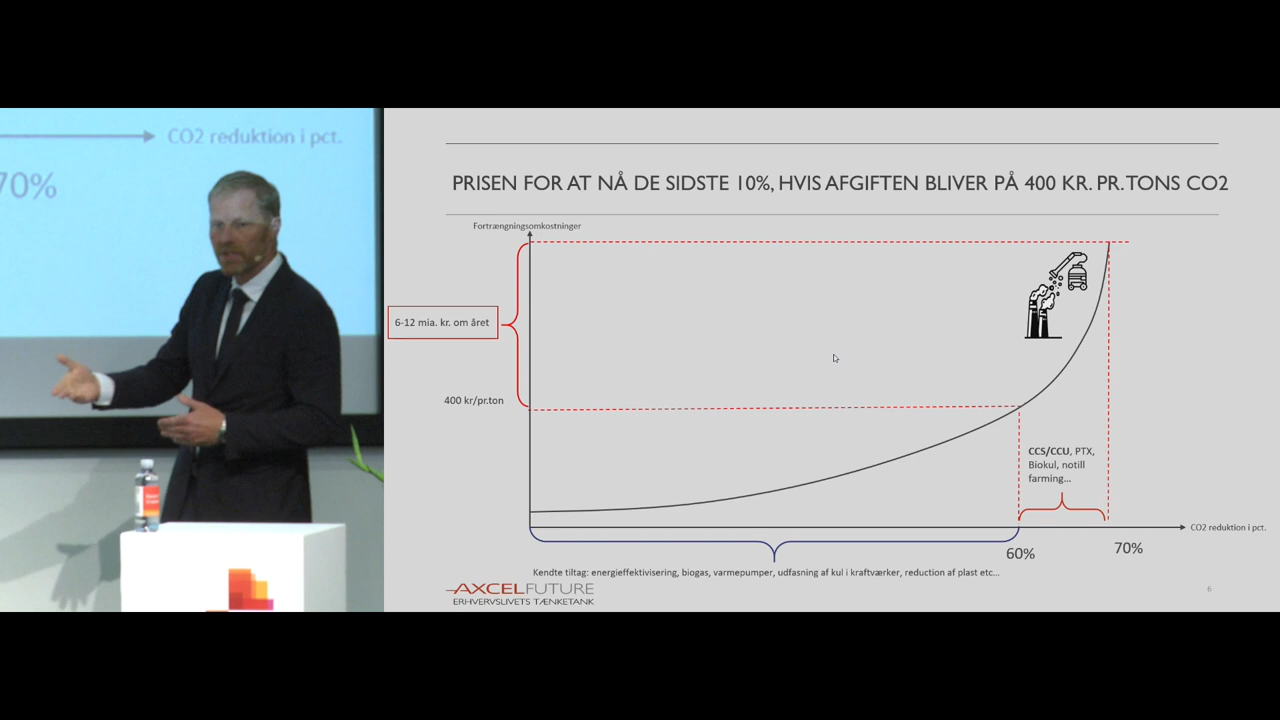 CO2 reduktion i pct.
70%
PRISEN FOR AT NÅ DE SIDSTE 10%, HVIS AFGIFTEN BLIVER PÅ 400 KR. PR. TONS CO2
Fortrængningsomkostninger
6-12 mia. kr. om året
400 kr/pr.ton
CCS/CCU, PTX,
Biokul, notill
farming...
CO2 reduktion i pct.
60%
70%
Kendte tiltag: energieffektivisering, biogas, varmepumper, udfasning af kul i kraftværker, reduction af plast etc...
AXCELFUTURE
ERHVERVSLIVETS TÆNKETANK
6